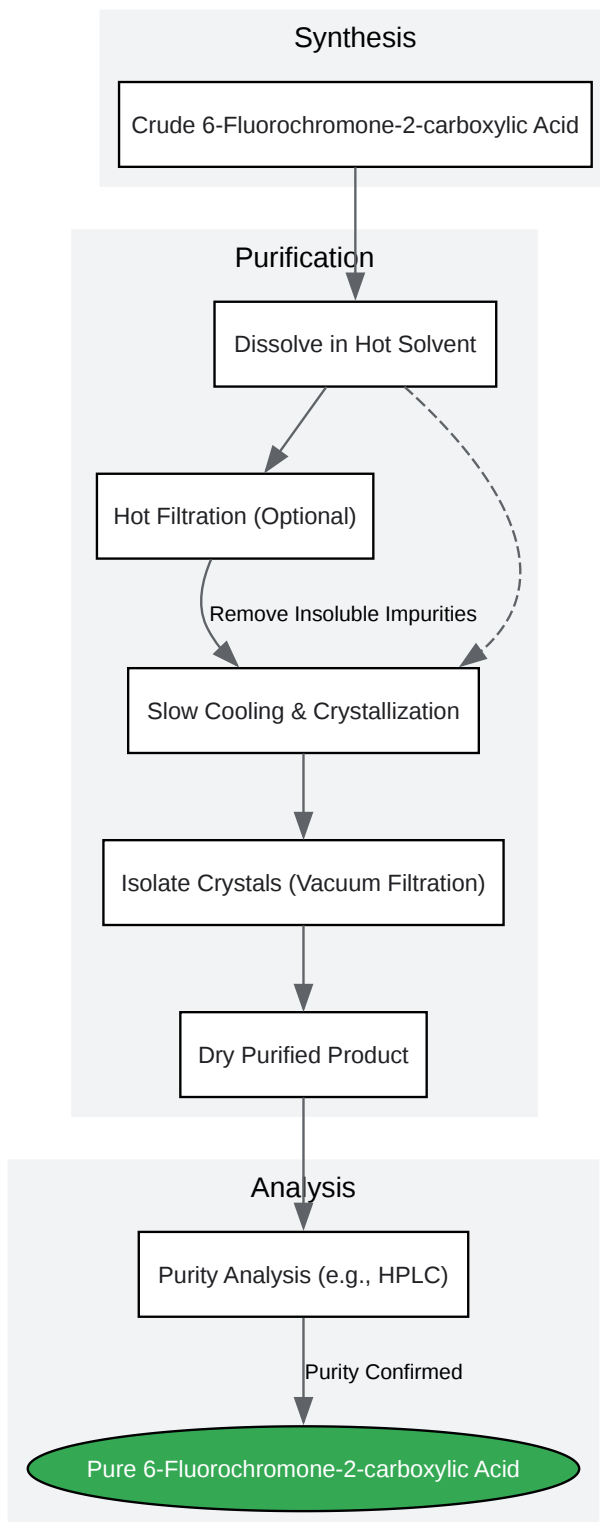 Synthesis
Crude 6-Fluorochromone-2-carboxylic Acid
Purification
Dissolve in Hot Solvent
Hot Filtration (Optional)
Remove Insoluble Impurities
Slow Cooling & Crystallization
Isolate Crystals (Vacuum Filtration)
Dry Purified Product
Analysis
Purity Analysis (e.g., HPLC)
Purity Confirmed
Pure 6-Fluorochromone-2-carboxylic Acid